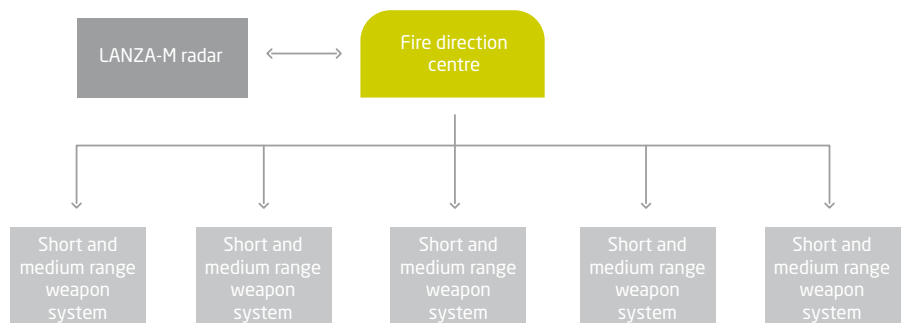 LANZA-M radar
Fire direction
centre
Short and
medium range
weapon
system
Short and
medium range
weapon
system
Short and
medium range
weapon
system
Short and
medium range
weapon
system
Short and
medium range
weapon
system